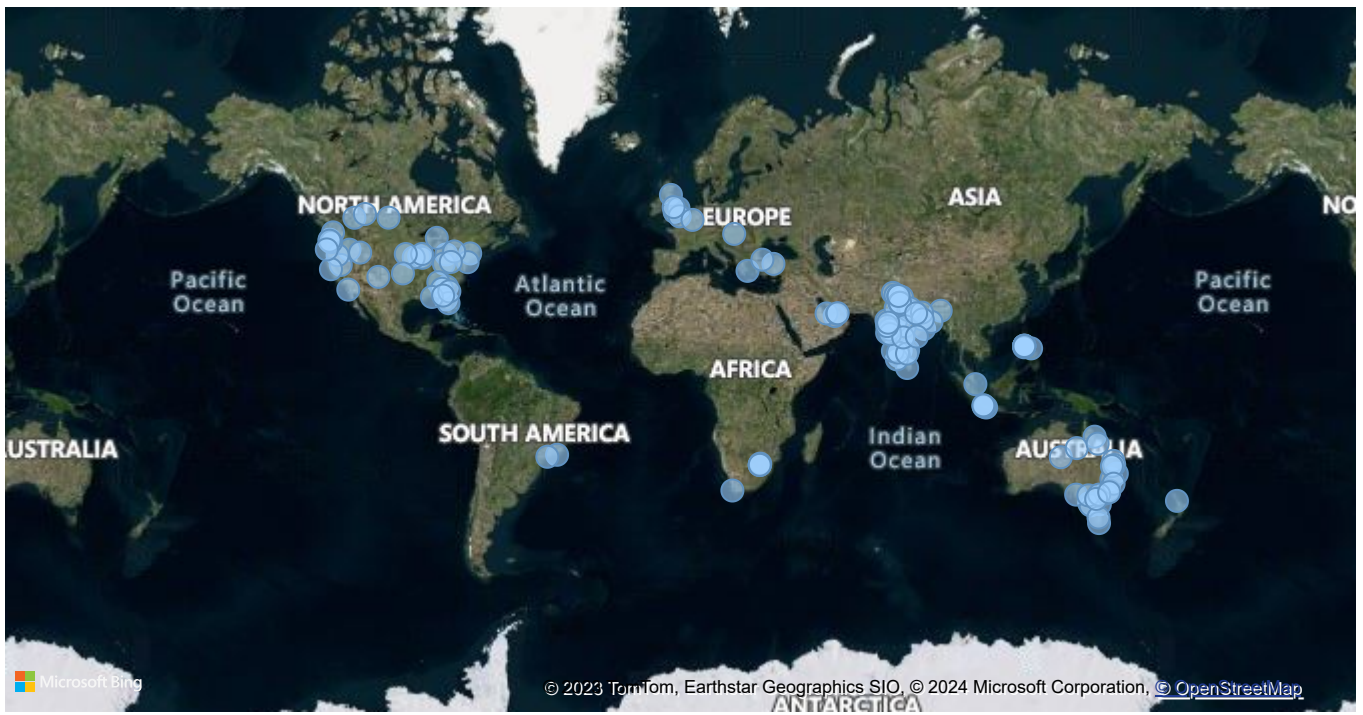 NORTH AMERICA
EUROPE
ASIA
NO
Pacific
Ocean
Atlantic
Ocean
Pacific
Ocean
AFRICA
SOUTH AMERICA
Indian
Ocean
USTRALIA
AUSTRALIA
Microsoft Bing
© 2023 TomTom, Earthstar Geographics SIO, © 2024 Microsoft Corporation, © OpenStreetMap
ANTARCTICA